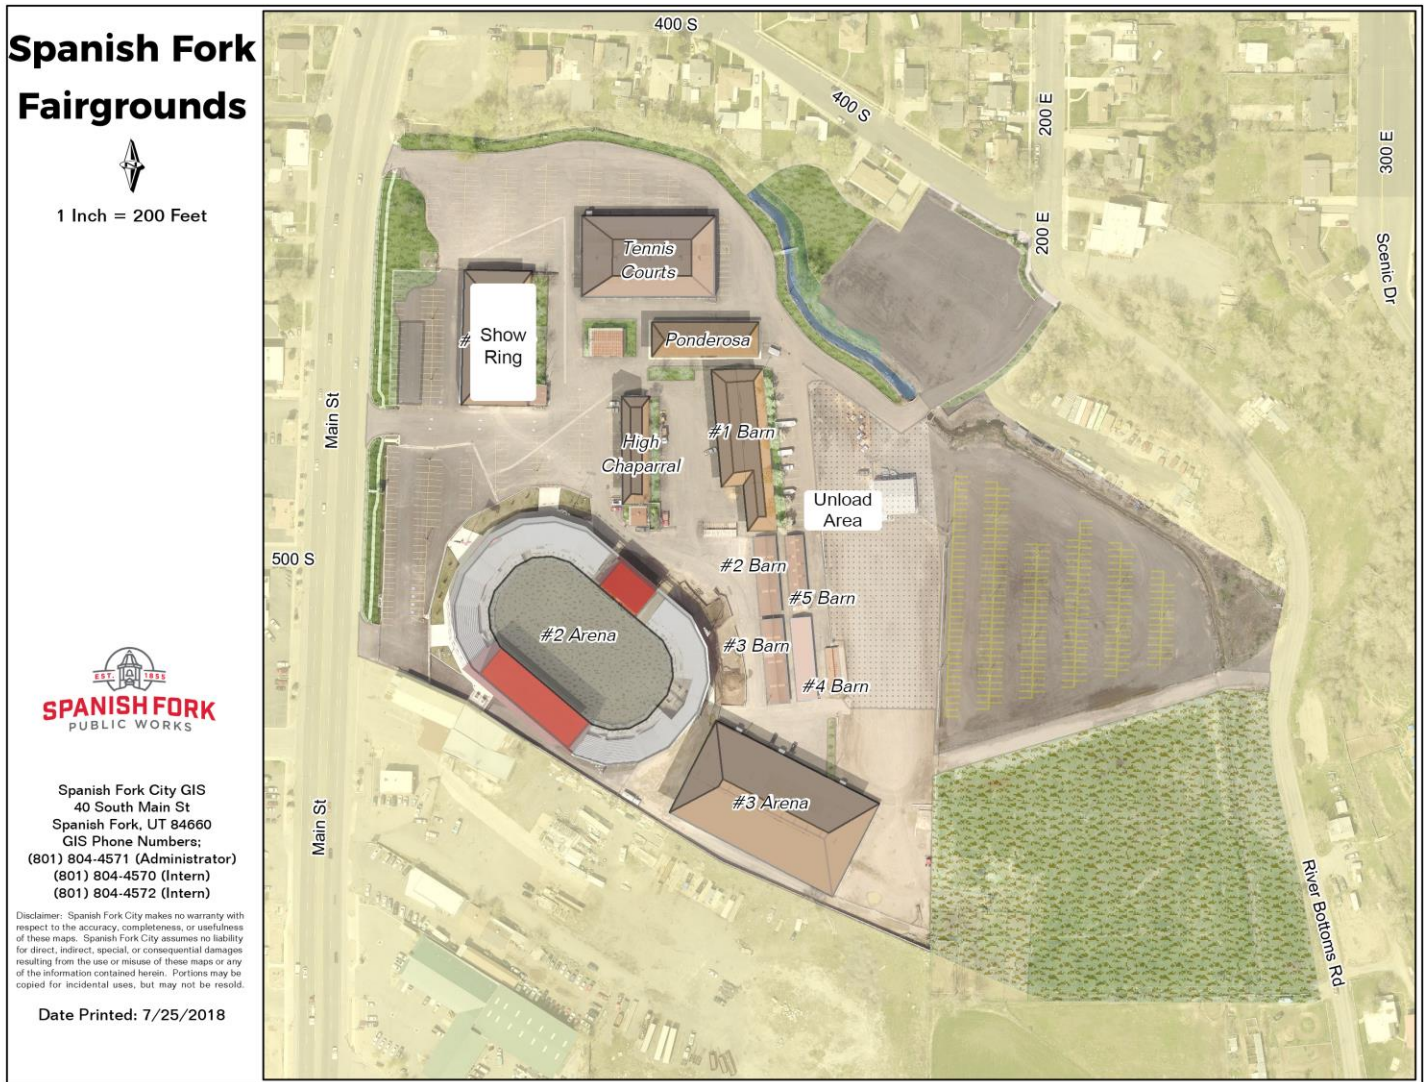 Spanish Fork
Fairgrounds
1 Inch = 200 Feet
EST. 1855
SPANISH FORK
PUBLIC WORKS
Spanish Fork City GIS
40 South Main St
Spanish Fork, UT 84660
GIS Phone Numbers;
(801) 804-4571 (Administrator)
(801) 804-4570 (Intern)
(801) 804-4572 (Intern)
Disclaimer: Spanish Fork City makes no warranty with
respect to the accuracy, completeness, or usefulness
of these maps. Spanish Fork City assumes no liability
for direct, indirect, special, or consequential damages
resulting from the use or misuse of these maps or any
of the information contained herein. Portions may be
copied for incidental uses, but may not be resold.
Date Printed: 7/25/2018
400 S
400 S
200 E
300 E
200 E
Scenic Dr
Tennis
Courts
#
Show
Ring
Ponderosa
Main St
High
Chaparral
#1 Barn
Unload
Area
500 S
#2 Barn
#5 Barn
#2 Arena
#3 Barn
#4 Barn
#3 Arena
Main St
River Bottoms Rd